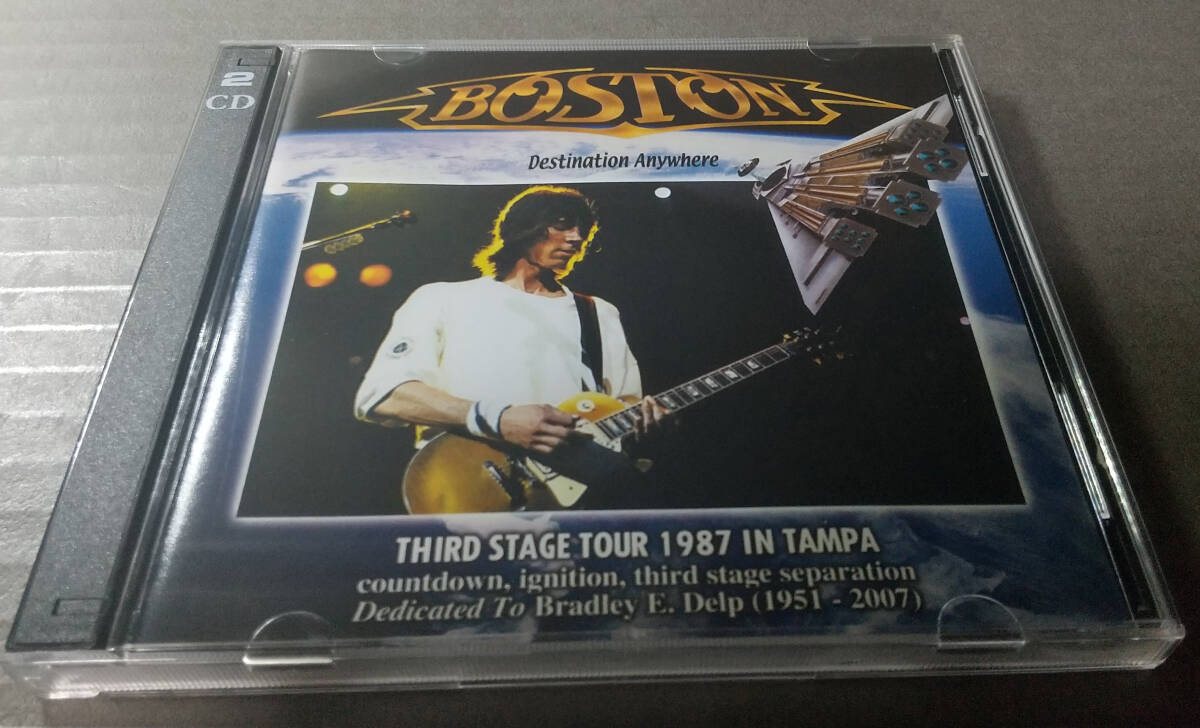 2
CD
BOSTON
Destination Anywhere
THIRD STAGE TOUR 1987 IN TAMPA
countdown, ignition, third stage separation
Dedicated To Bradley E. Delp (1951 - 2007)